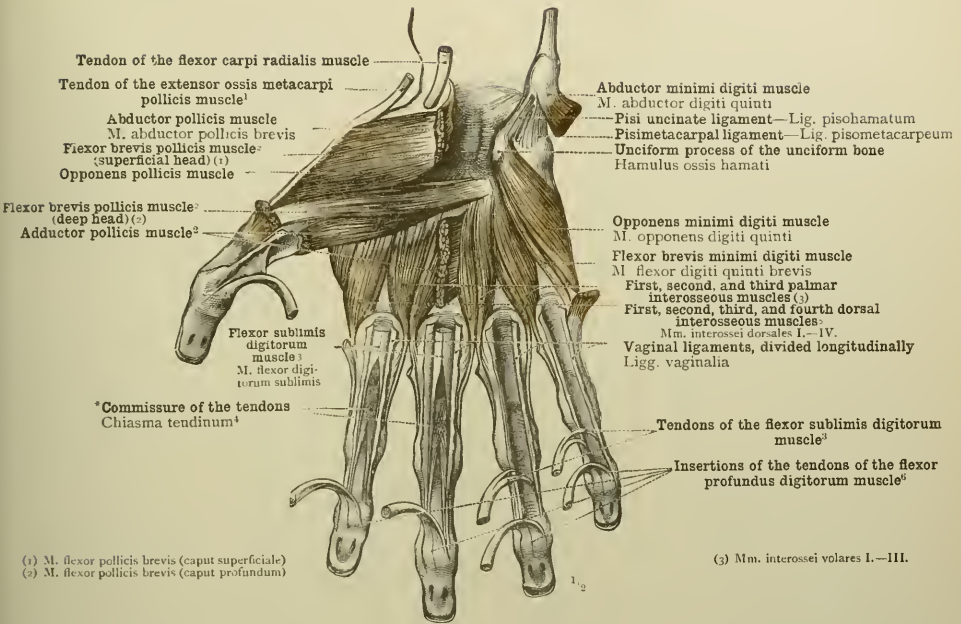 Tendon of the flexor carpi radialis muscle
Tendon of the extensor ossis metacarpi
pollicis muscle¹
Abductor pollicis muscle
M. abductor pollicis brevis
Flexor brevis pollicis muscle²
(superficial head) (1)
Opponens pollicis muscle
Flexor brevis pollicis muscle²
(deep head) (2)
Adductor pollicis muscle²
Flexor sublimis
digitorum
muscle³
M. flexor digi-
torum sublimis
*Commissure of the tendons
Chiasma tendinum⁴
(1) M. flexor pollicis brevis (caput superficiale)
(2) M. flexor pollicis brevis (caput profundum)
Abductor minimi digiti muscle
M. abductor digiti quinti
Pisi uncinate ligament—Lig. pisohamatum
Pisimetacarpal ligament—Lig. pisometacarpeum
Unciform process of the unciform bone
Hamulus ossis hamati
Opponens minimi digiti muscle
M. opponens digiti quinti
Flexor brevis minimi digiti muscle
M flexor digiti quinti brevis
First, second, and third palmar
interosseous muscles (3)
First, second, third, and fourth dorsal
interosseous muscles⁵
Mm. interossei dorsales I.—IV.
Vaginal ligaments, divided longitudinally
Ligg. vaginalia
Tendons of the flexor sublimis digitorum
muscle³
Insertions of the tendons of the flexor
profundus digitorum muscle⁶
(3) Mm. interossei volares I.—III.
1/2